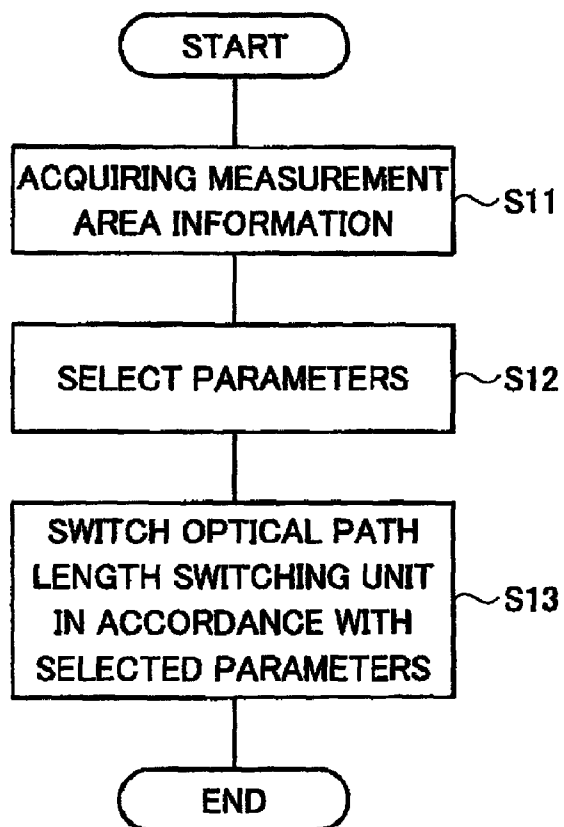 START
ACQUIRING MEASUREMENT
AREA INFORMATION
S11
SELECT PARAMETERS
S12
SWITCH OPTICAL PATH
LENGTH SWITCHING UNIT
IN ACCORDANCE WITH
SELECTED PARAMETERS
S13
END